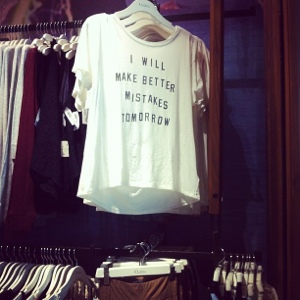 I WILL
MAKE BETTER
MISTAKES
TOMORROW